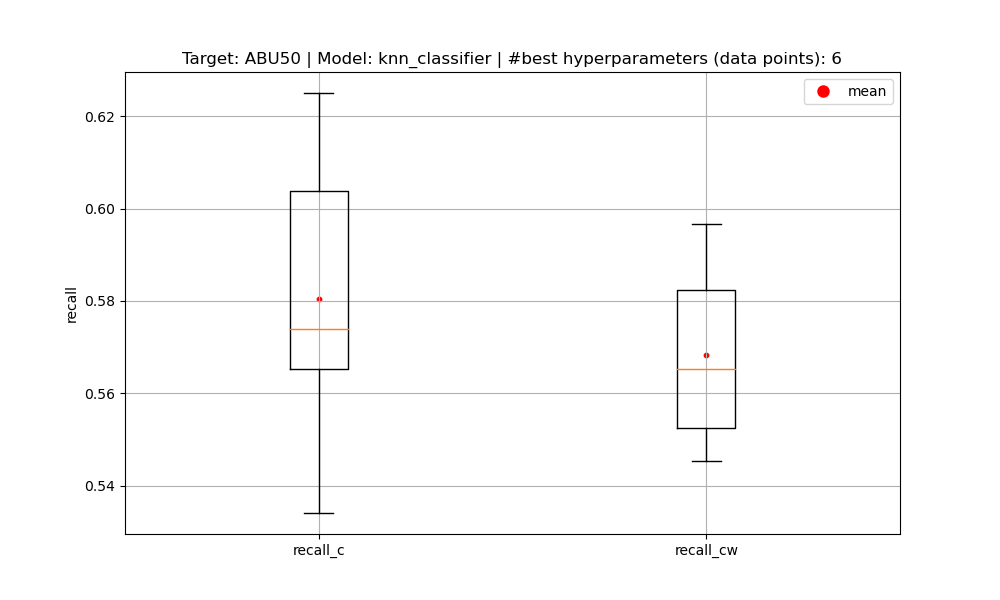 Target: ABU50 | Model: knn_classifier | #best hyperparameters (data points): 6
mean
0.62
0.60
0.58
0.56
0.54
recall
recall_c
recall_cw